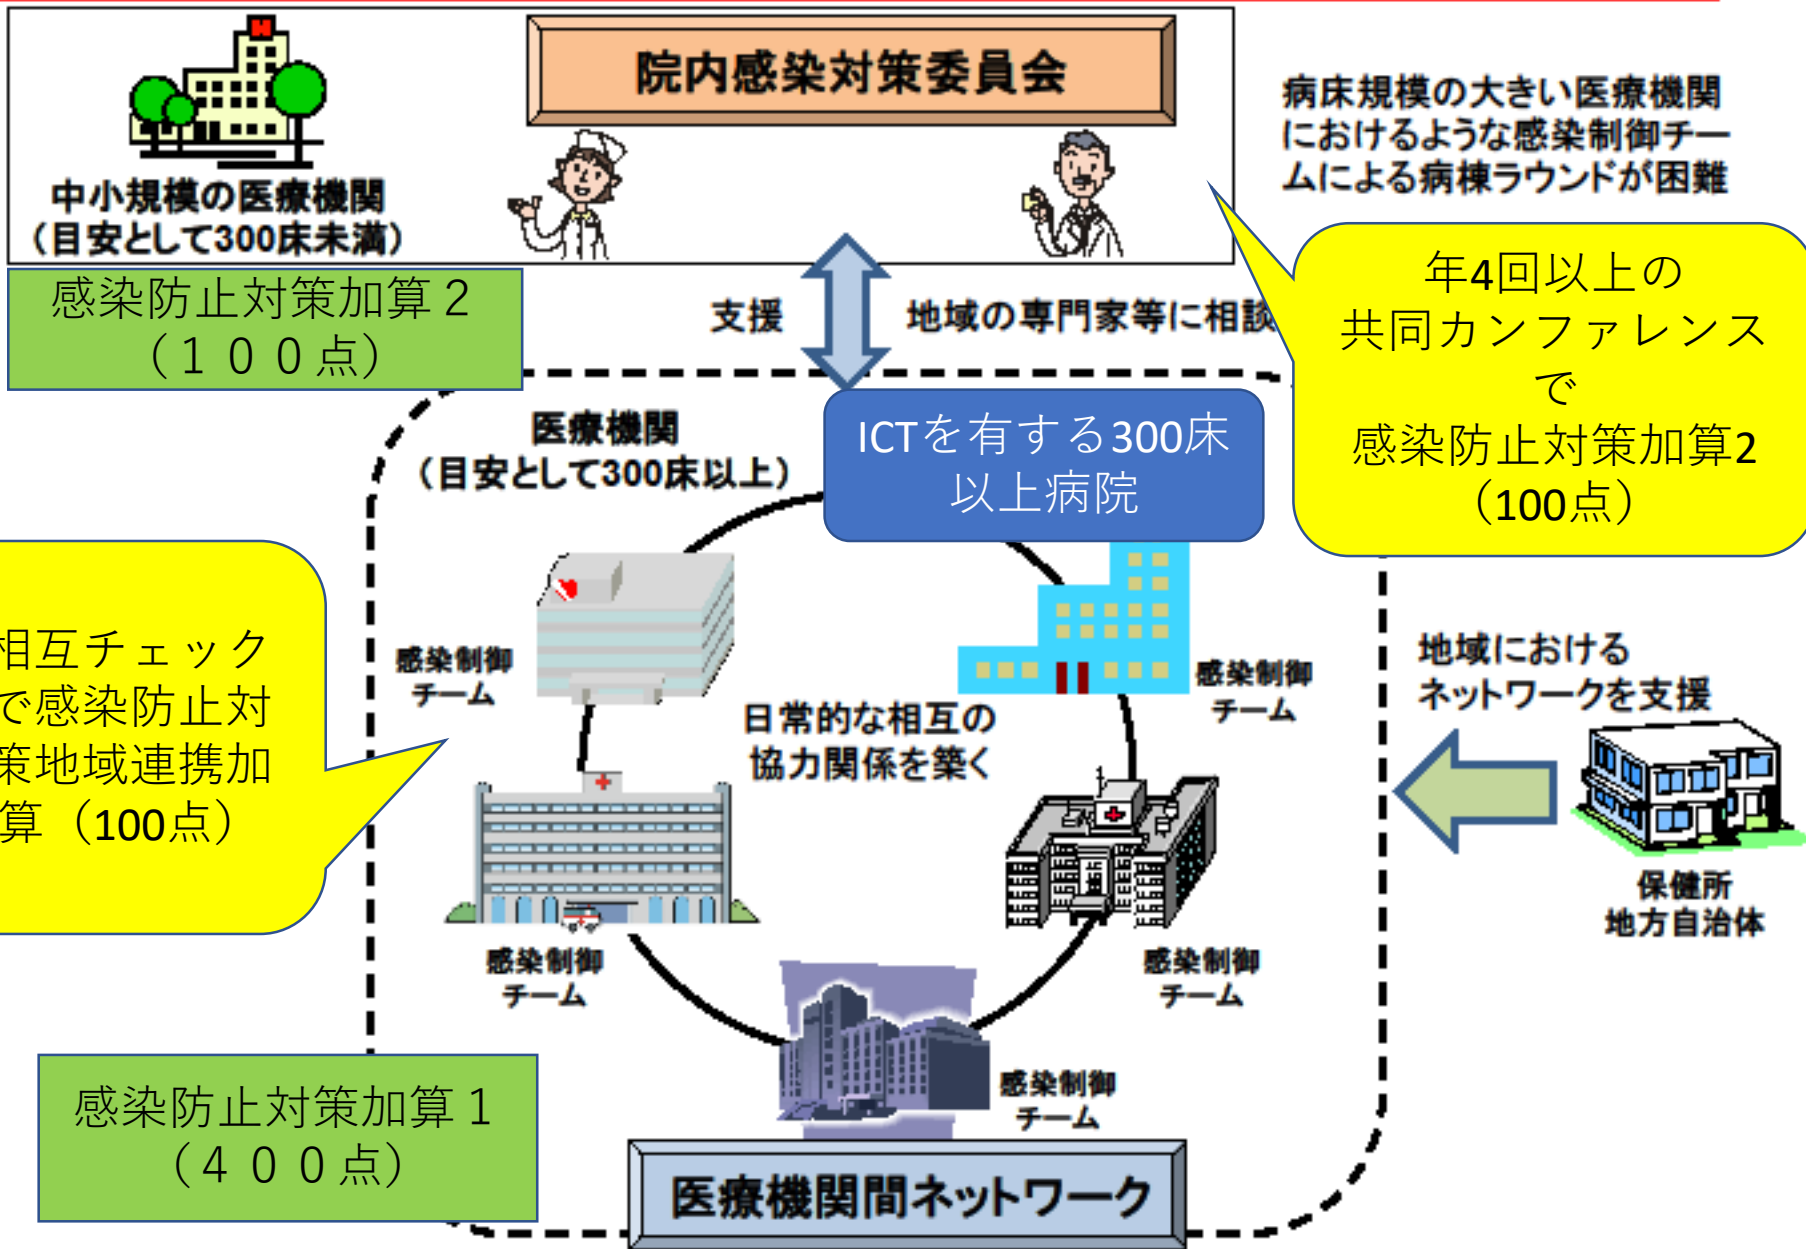 院内感染対策委員会
中小規模の医療機関
（目安として300床未満）
病床規模の大きい医療機関
におけるような感染制御チー
ムによる病棟ラウンドが困難
感染防止対策加算２
（１００点）
支援
地域の専門家等に相談
年4回以上の
共同カンファレンス
で
感染防止対策加算2
（100点）
医療機関
（目安として300床以上）
ICTを有する300床
以上病院
相互チェック
で感染防止対
策地域連携加
算（100点）
感染制御
チーム
感染制御
チーム
日常的な相互の
協力関係を築く
地域における
ネットワークを支援
保健所
地方自治体
感染制御
チーム
感染制御
チーム
感染制御
チーム
感染防止対策加算１
（４００点）
医療機関間ネットワーク